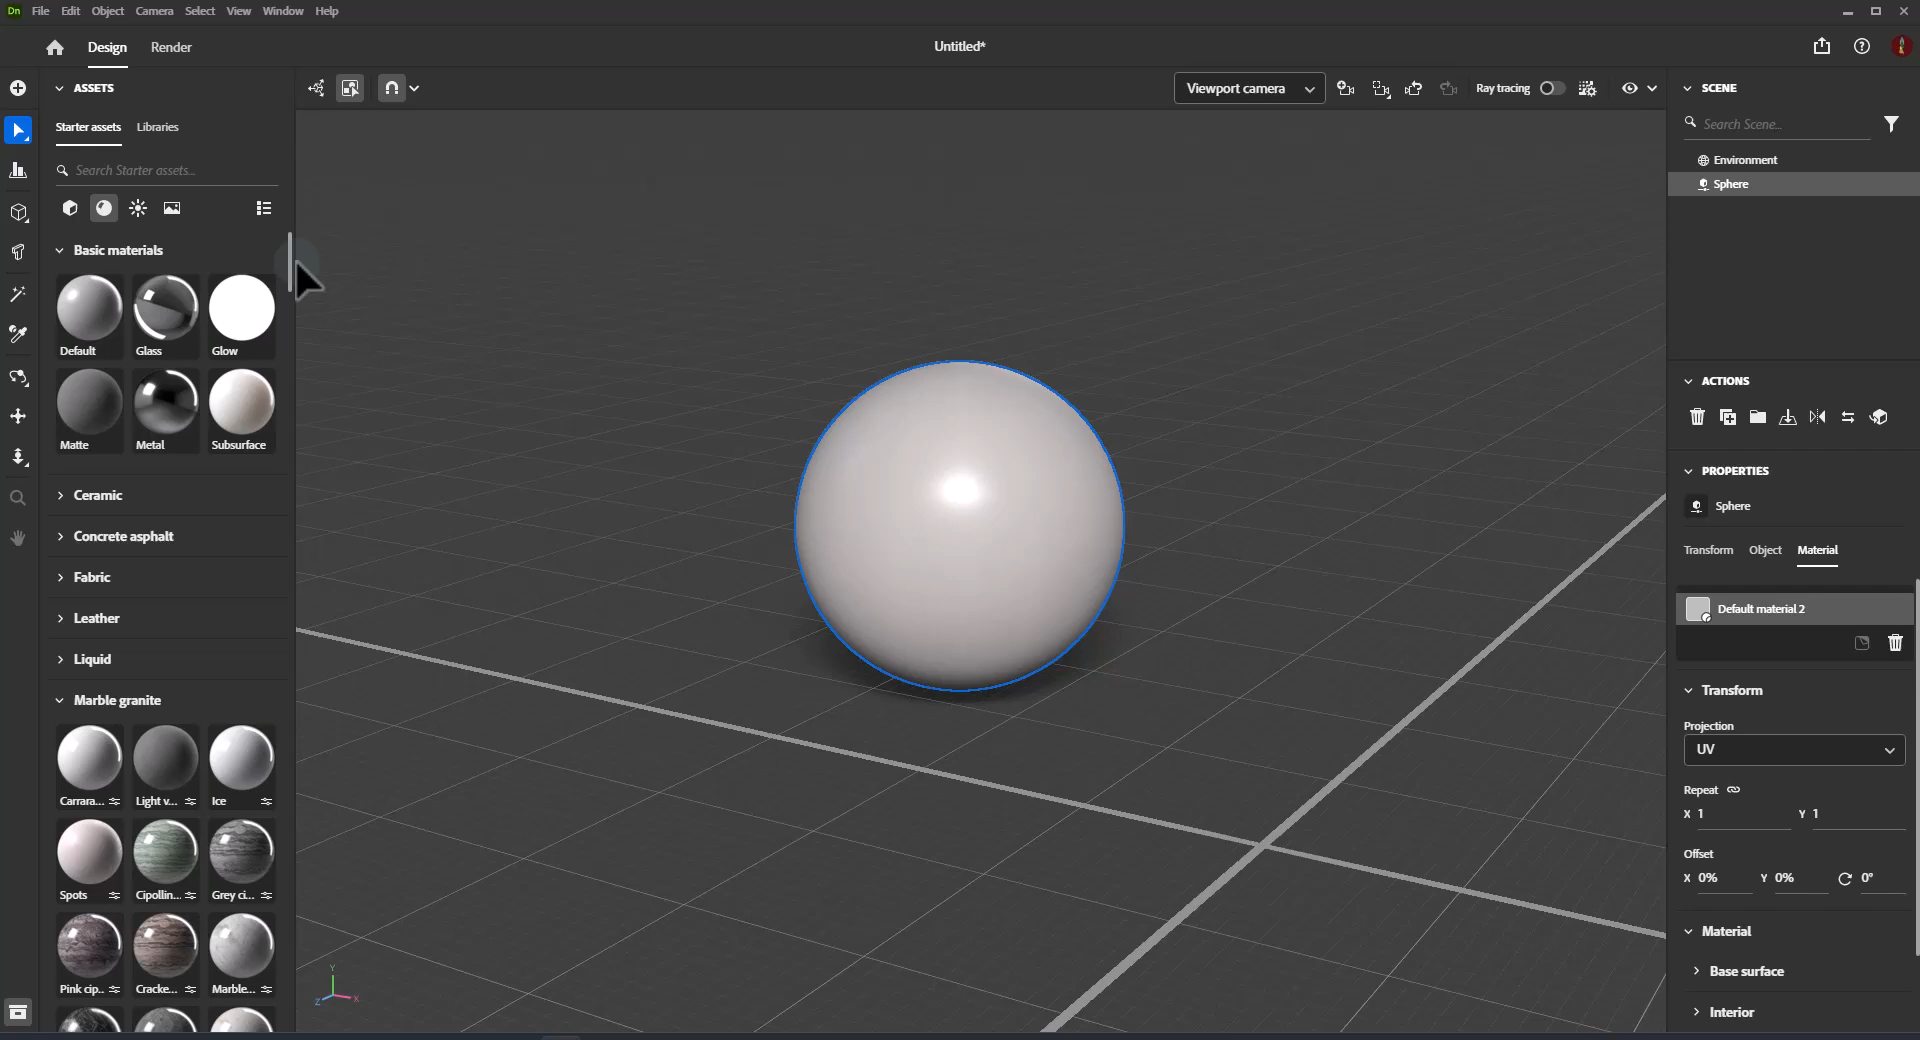 Dn File Edit Object Camera Select View Window Help
Design Render
Untitled*
ASSETS
Starter assets Libraries
Search Starter assets...
Basic materials
Default Glass Glow
Matte Metal Subsurface
Ceramic
Concrete asphalt
Fabric
Leather
Liquid
Marble granite
Carrara... Light v... Ice
Spots Cipollin... Grey ci...
Pink cip.. Cracke... Marble...
Viewport camera
Ray tracing
Y
Z X
SCENE
Search Scene...
Environment
Sphere
ACTIONS
PROPERTIES
Sphere
Transform Object Material
Default material 2
Transform
Projection
UV
Repeat
X 1 Y 1
Offset
X 0% Y 0% 0°
Material
Base surface
Interior